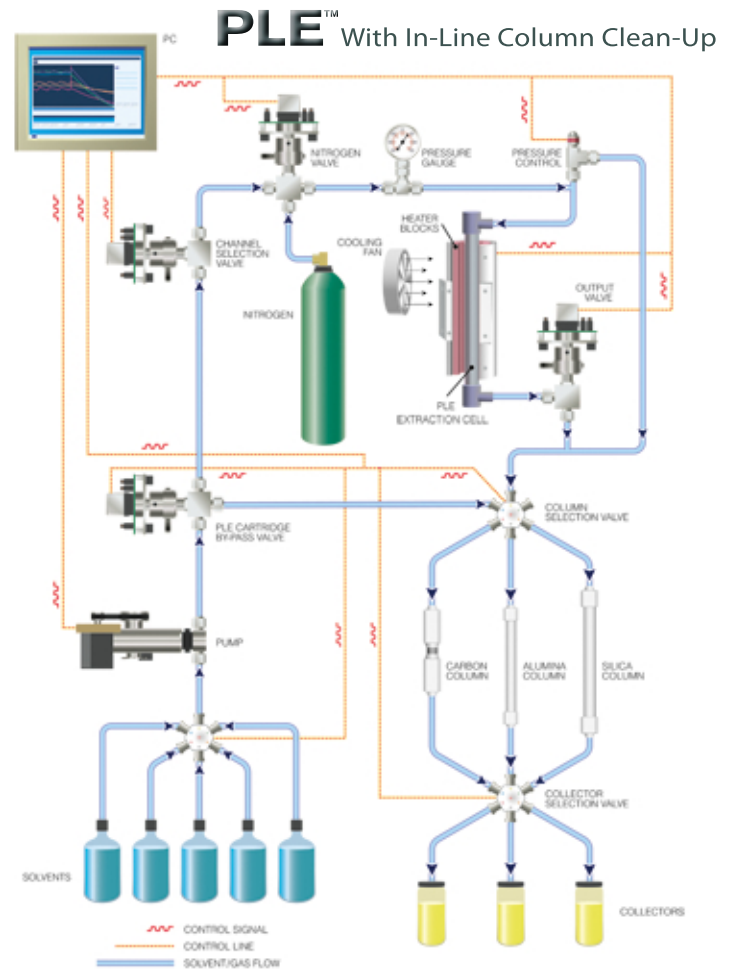 PLE™ With In-Line Column Clean-Up
PC
NITROGEN
VALVE
PRESSURE
GAUGE
PRESSURE
CONTROL
CHANNEL
SELECTION
VALVE
HEATER
BLOCKS
COOLING
FAN
NITROGEN
OUTPUT
VALVE
PLE
EXTRACTION CELL
PLE CARTRIDGE
BY-PASS VALVE
COLUMN
SELECTION VALVE
PUMP
CARBON
COLUMN
ALUMINA
COLUMN
SILICA
COLUMN
COLLECTOR
SELECTION VALVE
SOLVENTS
COLLECTORS
CONTROL SIGNAL
CONTROL LINE
SOLVENT/GAS FLOW